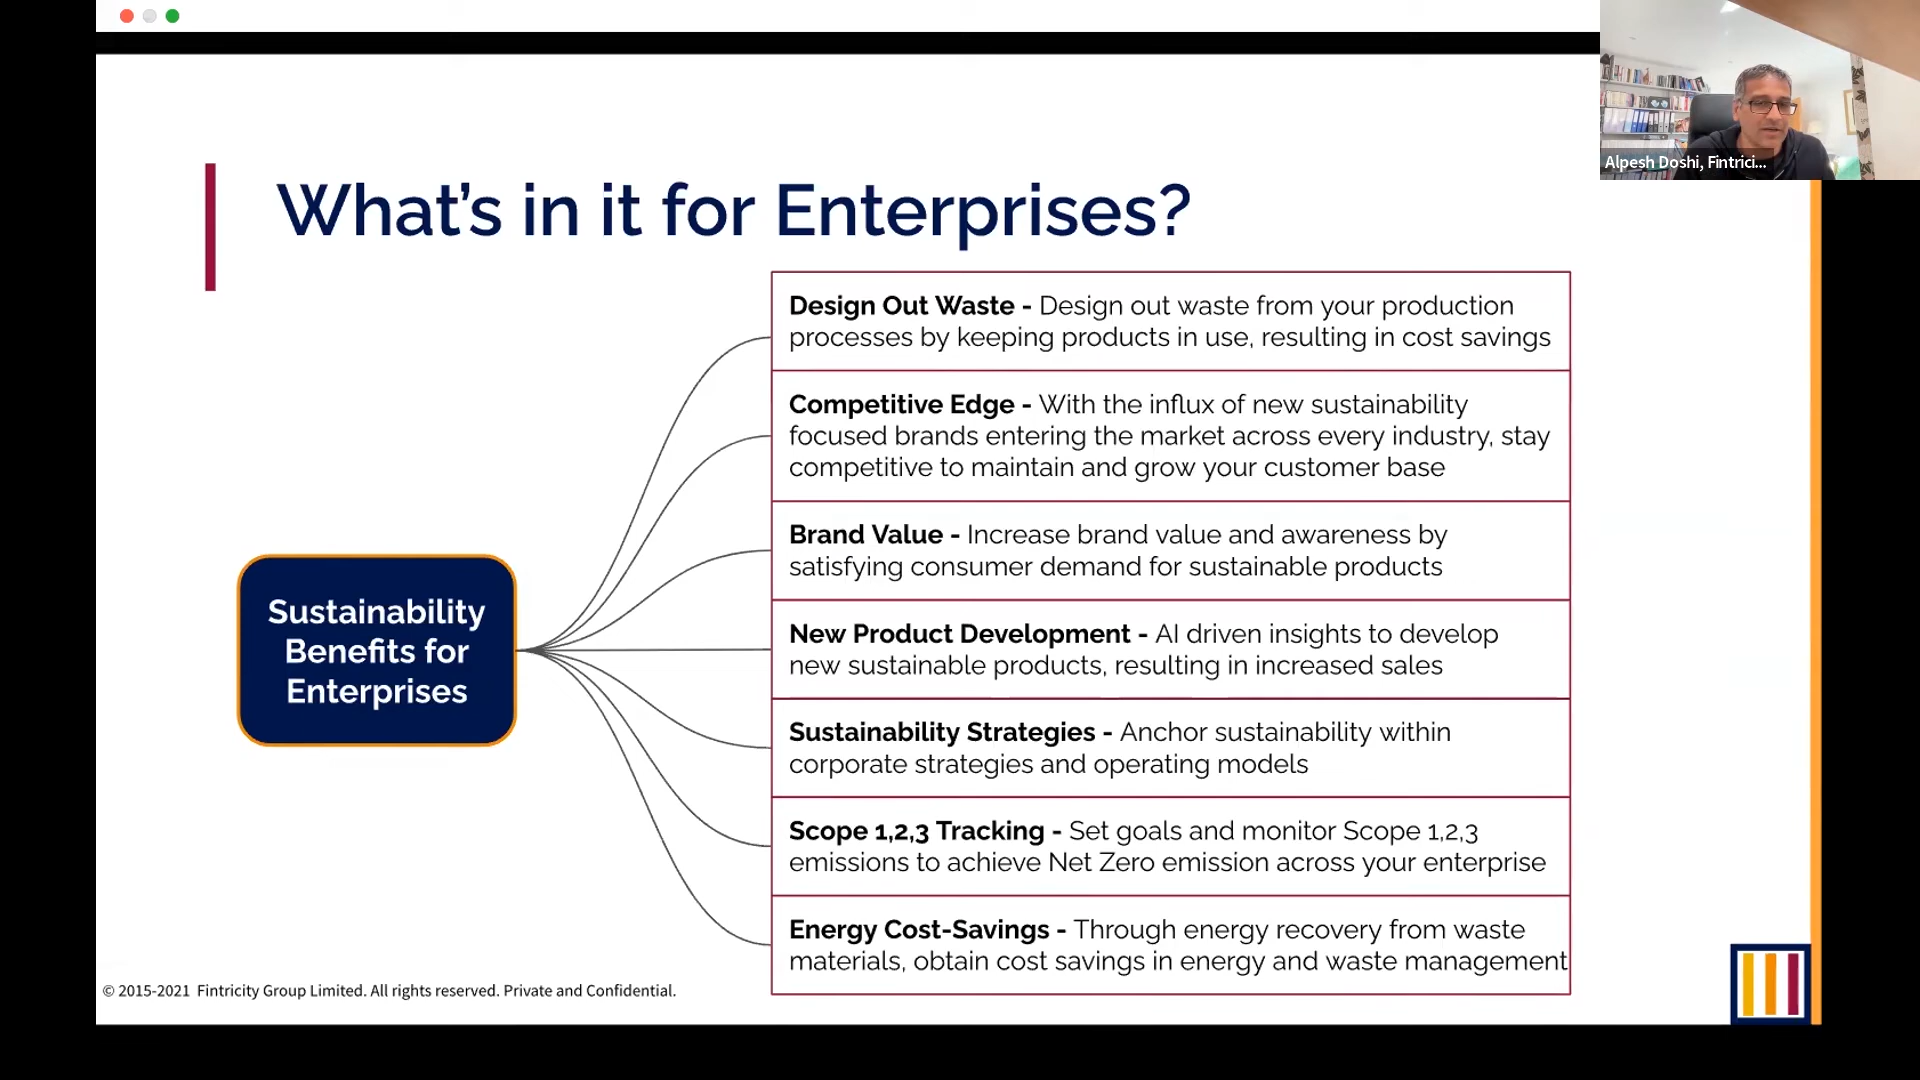 Alpesh Doshi, Fintrici...
What's in it for Enterprises?
Sustainability
Benefits for
Enterprises
Design Out Waste - Design out waste from your production
processes by keeping products in use, resulting in cost savings
Competitive Edge - With the influx of new sustainability
focused brands entering the market across every industry, stay
competitive to maintain and grow your customer base
Brand Value - Increase brand value and awareness by
satisfying consumer demand for sustainable products
New Product Development - AI driven insights to develop
new sustainable products, resulting in increased sales
Sustainability Strategies - Anchor sustainability within
corporate strategies and operating models
Scope 1,2,3 Tracking - Set goals and monitor Scope 1,2,3
emissions to achieve Net Zero emission across your enterprise
Energy Cost-Savings - Through energy recovery from waste
materials, obtain cost savings in energy and waste management
© 2015-2021 Fintricity Group Limited. All rights reserved. Private and Confidential.